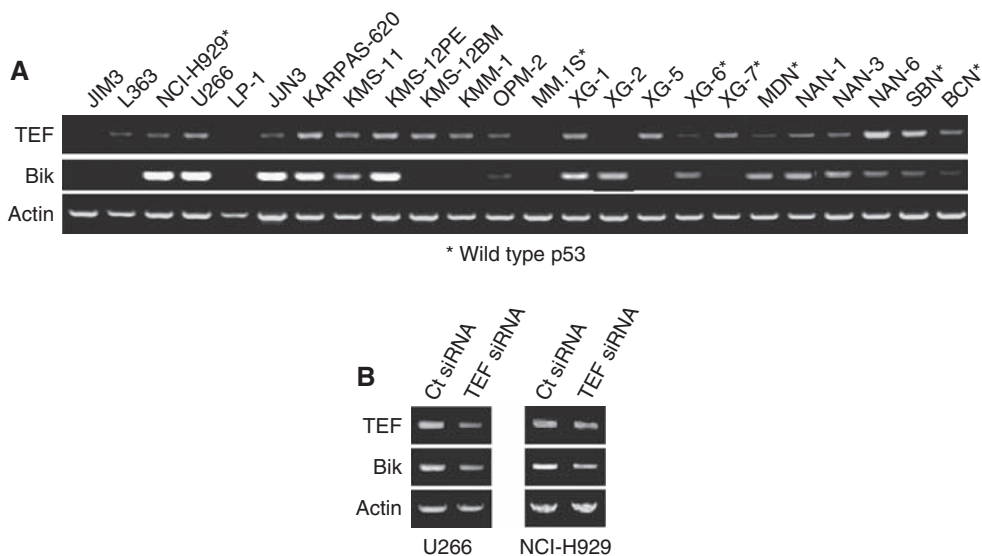 A
JIM3
L363
NCI-H929*
U266
LP-1
JJN3
KARPAS-620
KMS-11
KMS-12PE
KMS-12BM
KMM-1
OPM-2
MM.1S*
XG-1
XG-2
XG-5
XG-6*
XG-7*
MDN*
NAN-1
NAN-3
NAN-6
SBN*
BCN*
TEF
Bik
Actin
* Wild type p53
B
Ct siRNA
TEF siRNA
Ct siRNA
TEF siRNA
TEF
Bik
Actin
U266
NCI-H929